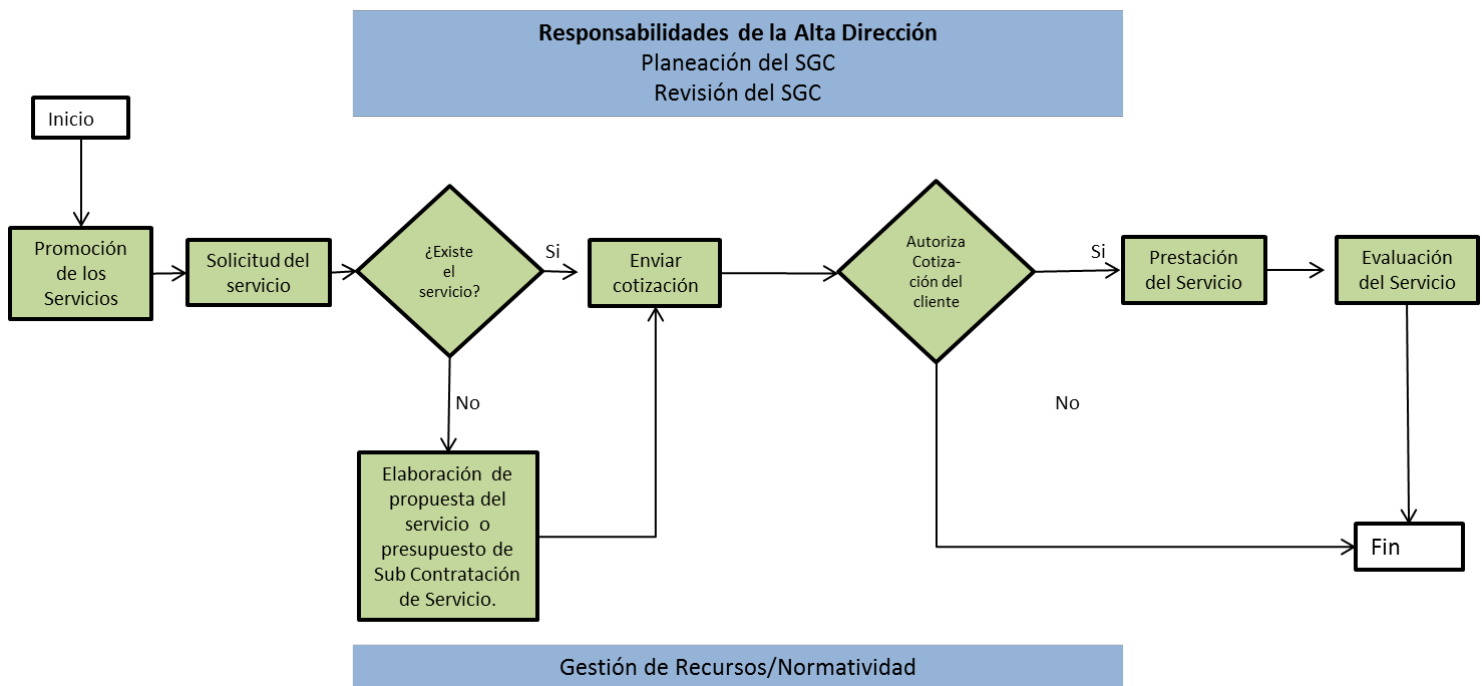 Responsabilidades de la Alta Dirección
Planeación del SGC
Revisión del SGC
Inicio
Promoción
de los
Servicios
Solicitud del
servicio
¿Existe
el
servicio?
Si
Enviar
cotización
Autoriza
Cotiza-
ción del
cliente
Si
Prestación
del Servicio
Evaluación
del Servicio
No
No
Elaboración de
propuesta del
servicio o
presupuesto de
Sub Contratación
de Servicio.
Fin
Gestión de Recursos/Normatividad